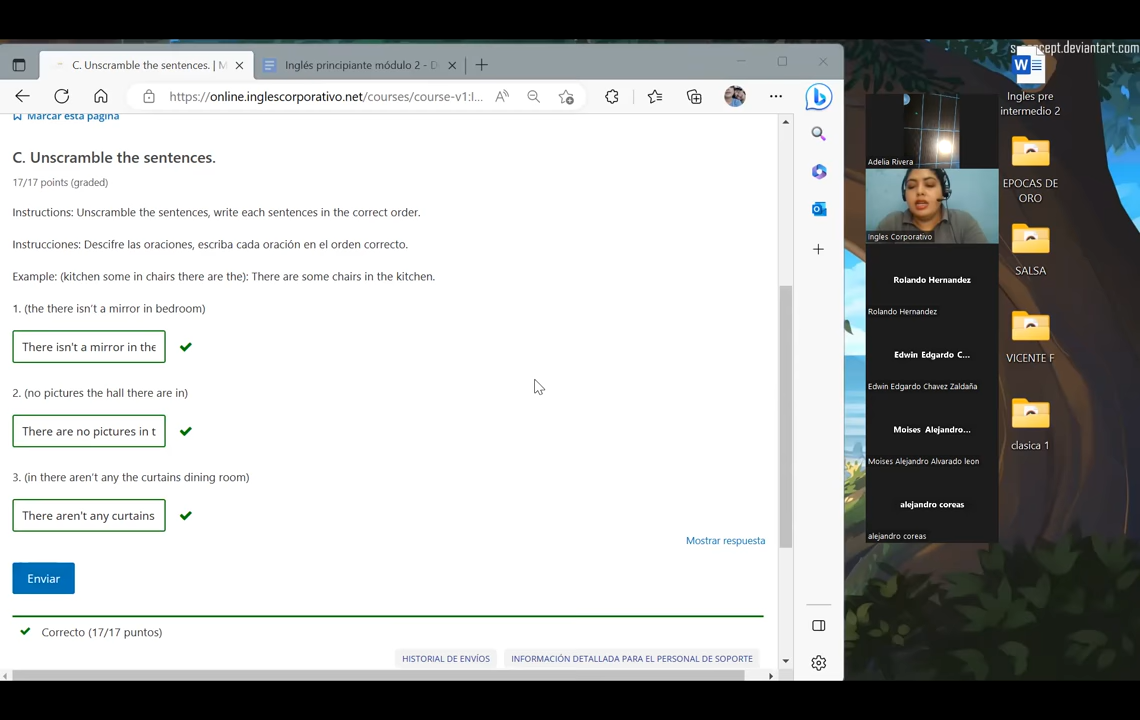 C. Unscramble the sentences. | M
Inglés principiante módulo 2 - D
https://online.inglescorporativo.net/courses/course-v1:I...
Marcar esta página
C. Unscramble the sentences.
17/17 points (graded)
Instructions: Unscramble the sentences, write each sentences in the correct order.
Instrucciones: Descifre las oraciones, escriba cada oración en el orden correcto.
Example: (kitchen some in chairs there are the): There are some chairs in the kitchen.
1. (the there isn't a mirror in bedroom)
There isn't a mirror in the
2. (no pictures the hall there are in)
There are no pictures in t
3. (in there aren't any the curtains dining room)
There aren't any curtains
Mostrar respuesta
Enviar
Correcto (17/17 puntos)
HISTORIAL DE ENVÍOS
INFORMACIÓN DETALLADA PARA EL PERSONAL DE SOPORTE
Adelia Rivera
Ingles Corporativo
Rolando Hernandez
Rolando Hernandez
Edwin Edgardo C...
Edwin Edgardo Chavez Zaldaña
Moises Alejandro...
Moises Alejandro Alvarado leon
alejandro coreas
alejandro coreas
Ingles pre
intermedio 2
EPOCAS DE
ORO
SALSA
VICENTE F
clasica 1